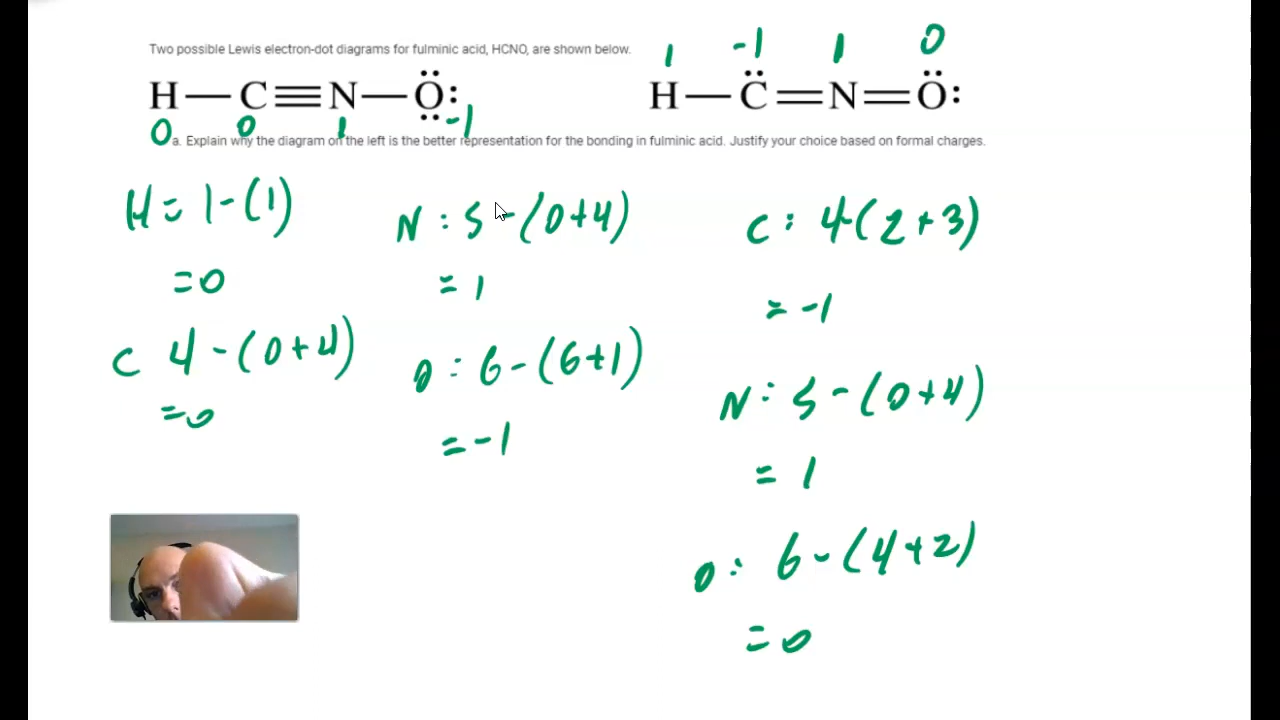 Two possible Lewis electron-dot diagrams for fulminic acid, HCNO, are shown below.
1 -1 1 0
H — C ≡ N — Ö:
H — C̈ = N = Ö:
0 0 1 -1
a. Explain why the diagram on the left is the better representation for the bonding in fulminic acid. Justify your choice based on formal charges.
H = 1 - (1)
= 0
C 4 - (0+4)
= 0
N : 5 - (0+4)
= 1
O : 6 - (6+1)
= -1
C : 4 - (2+3)
= -1
N : 5 - (0+4)
= 1
O : 6 - (4+2)
= 0